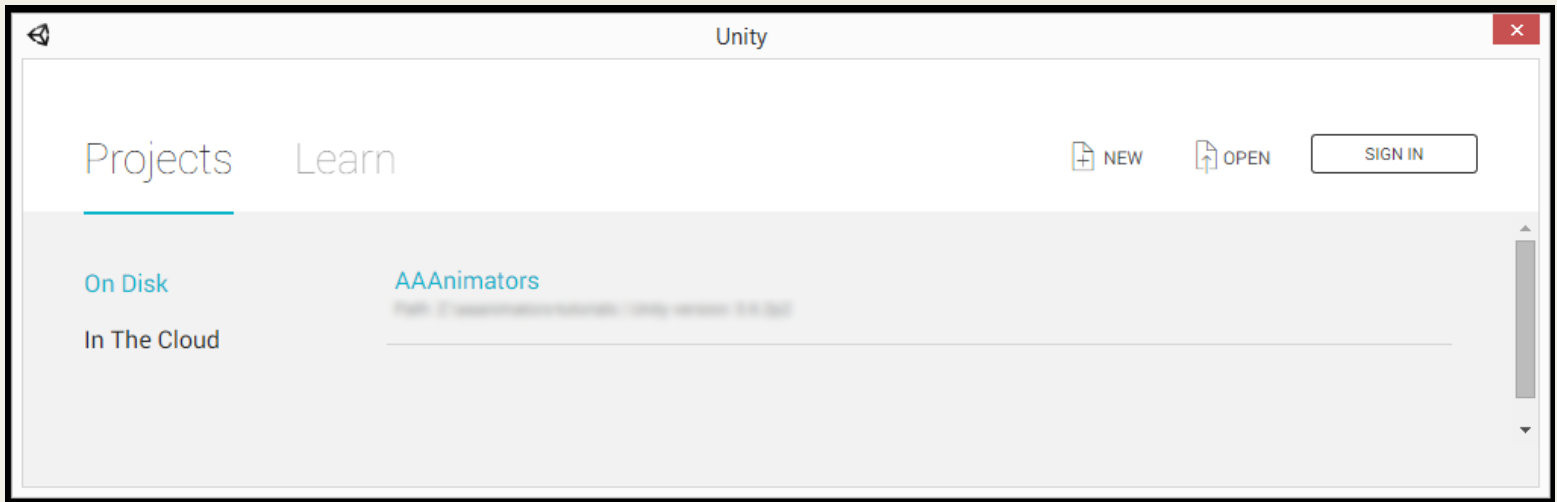 Unity
Projects Learn NEW OPEN SIGN IN
On Disk
AAAnimators
In The Cloud